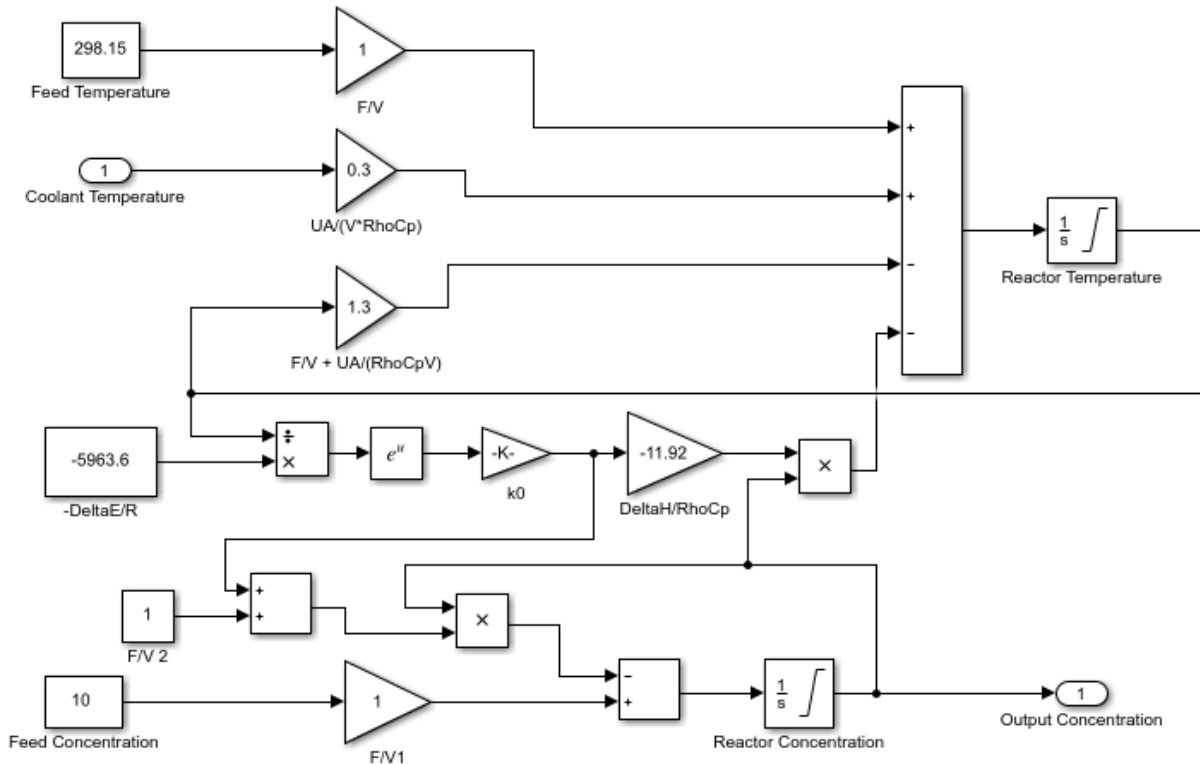 298.15
Feed Temperature
1
F/V
1
Coolant Temperature
0.3
UA/(V*RhoCp)
1.3
F/V + UA/(RhoCpV)
+
+
−
−
1
s
Reactor Temperature
-5963.6
-DeltaE/R
÷
×
eᵘ
-K-
k0
-11.92
DeltaH/RhoCp
×
1
F/V 2
+
+
×
10
Feed Concentration
1
F/V1
−
+
1
s
Reactor Concentration
1
Output Concentration